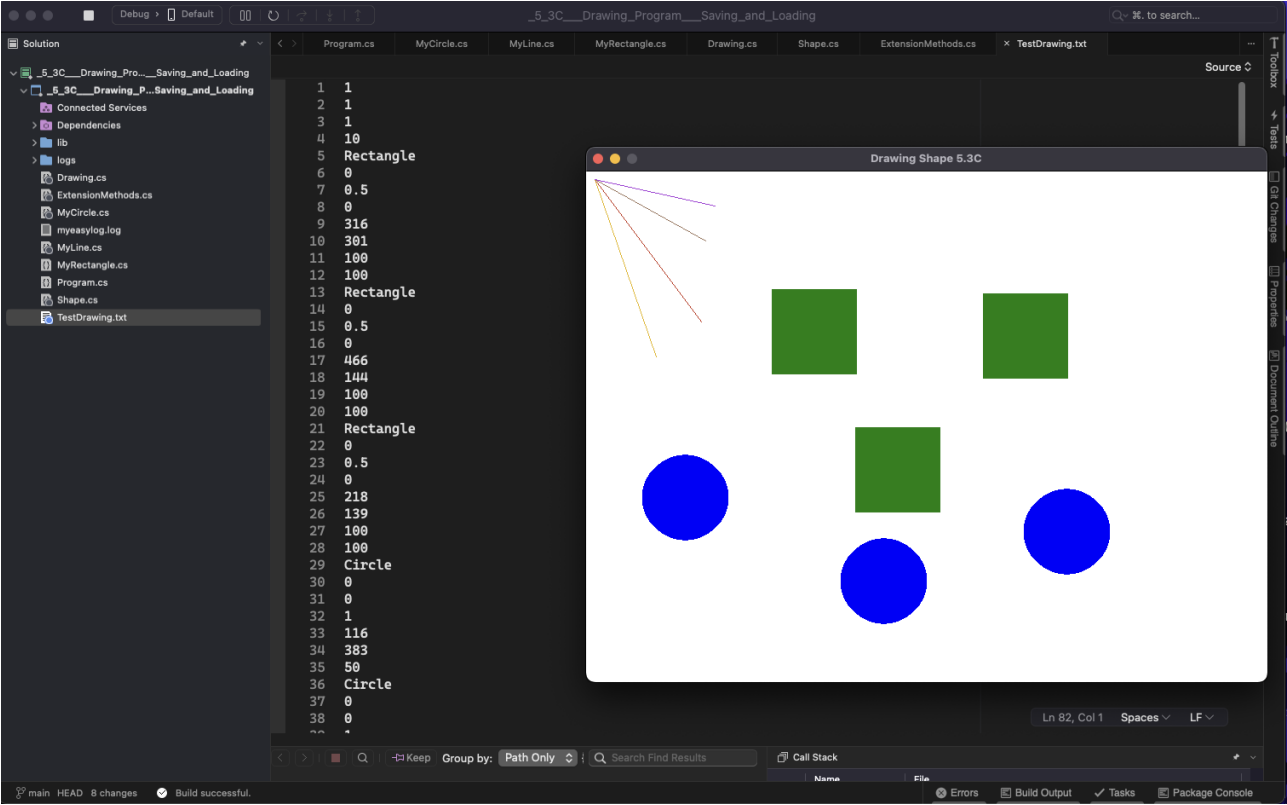 Debug > Default
_5_3C___Drawing_Program___Saving_and_Loading
⌘. to search...
Solution
Program.cs
MyCircle.cs
MyLine.cs
MyRectangle.cs
Drawing.cs
Shape.cs
ExtensionMethods.cs
TestDrawing.txt
Source
_5_3C___Drawing_Pro...__Saving_and_Loading
_5_3C___Drawing_P...Saving_and_Loading
Connected Services
Dependencies
lib
logs
Drawing.cs
ExtensionMethods.cs
MyCircle.cs
myeasylog.log
MyLine.cs
MyRectangle.cs
Program.cs
Shape.cs
TestDrawing.txt
1 1
2 1
3 1
4 10
5 Rectangle
6 0
7 0.5
8 0
9 316
10 301
11 100
12 100
13 Rectangle
14 0
15 0.5
16 0
17 466
18 144
19 100
20 100
21 Rectangle
22 0
23 0.5
24 0
25 218
26 139
27 100
28 100
29 Circle
30 0
31 0
32 1
33 116
34 383
35 50
36 Circle
37 0
38 0
39 1
Drawing Shape 5.3C
Toolbox
Tests
Git Changes
Properties
Document Outline
Ln 82, Col 1 Spaces LF
Keep Group by: Path Only Search Find Results
Call Stack
Name File
main HEAD 8 changes Build successful.
Errors Build Output Tasks Package Console